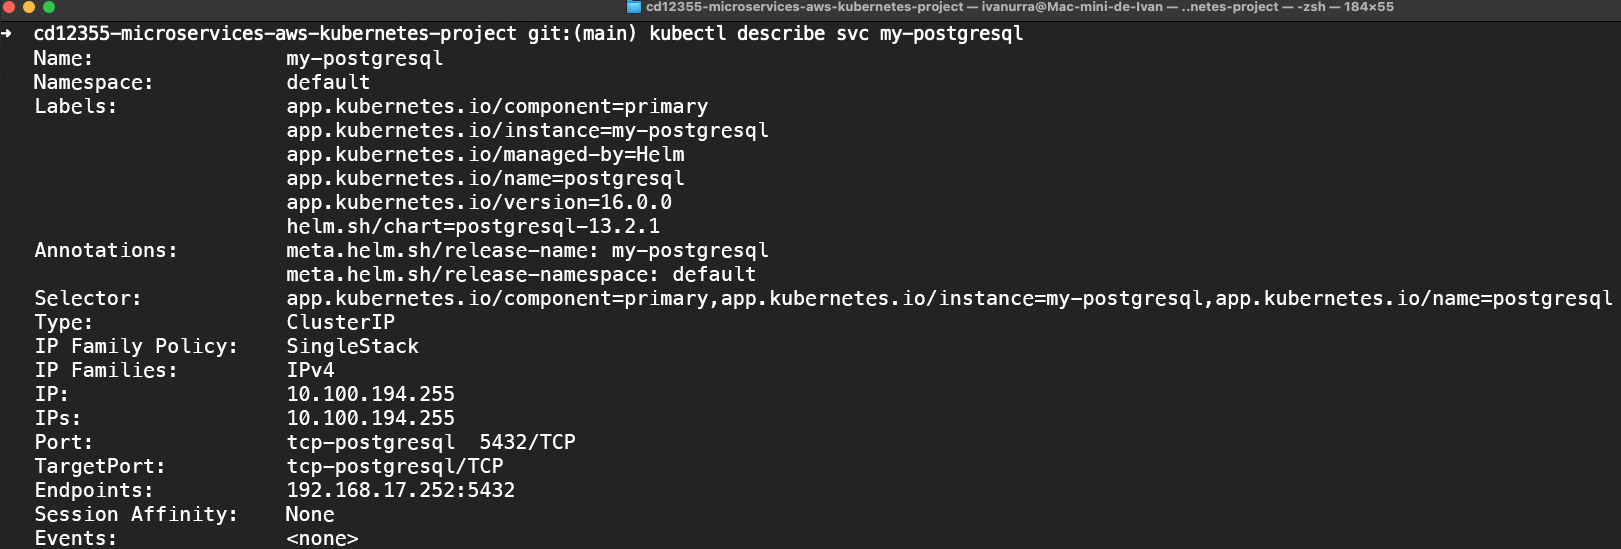 cd12355-microservices-aws-kubernetes-project — ivanurra@Mac-mini-de-Ivan — ..netes-project — -zsh — 184×55
➜  cd12355-microservices-aws-kubernetes-project git:(main) kubectl describe svc my-postgresql
Name:              my-postgresql
Namespace:         default
Labels:            app.kubernetes.io/component=primary
                   app.kubernetes.io/instance=my-postgresql
                   app.kubernetes.io/managed-by=Helm
                   app.kubernetes.io/name=postgresql
                   app.kubernetes.io/version=16.0.0
                   helm.sh/chart=postgresql-13.2.1
Annotations:       meta.helm.sh/release-name: my-postgresql
                   meta.helm.sh/release-namespace: default
Selector:          app.kubernetes.io/component=primary,app.kubernetes.io/instance=my-postgresql,app.kubernetes.io/name=postgresql
Type:              ClusterIP
IP Family Policy:  SingleStack
IP Families:       IPv4
IP:                10.100.194.255
IPs:               10.100.194.255
Port:              tcp-postgresql  5432/TCP
TargetPort:        tcp-postgresql/TCP
Endpoints:         192.168.17.252:5432
Session Affinity:  None
Events:            <none>